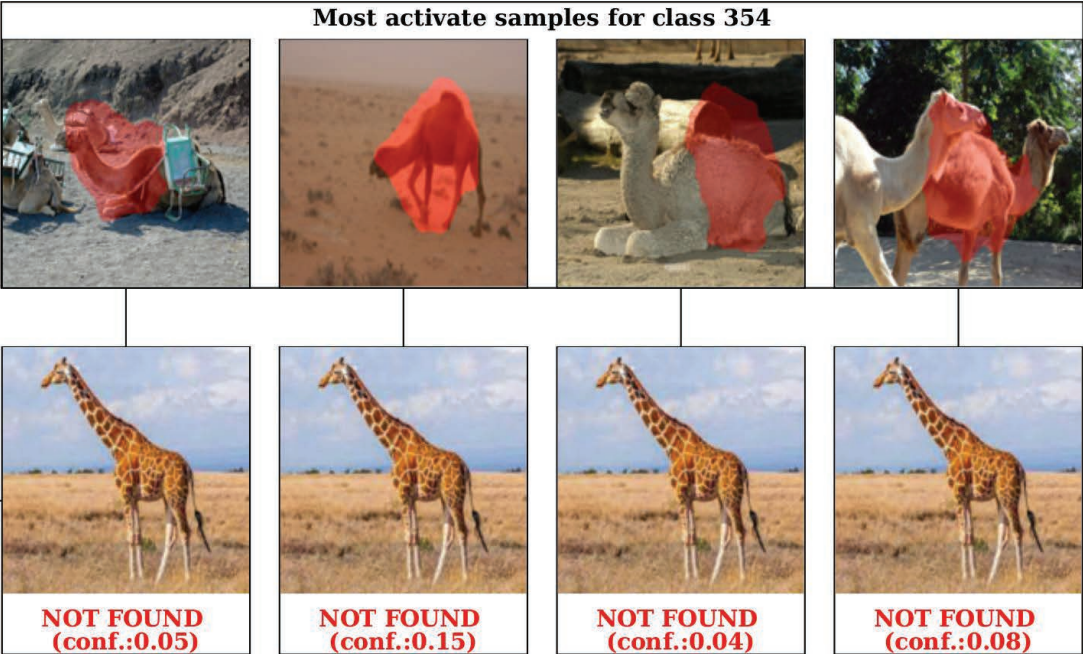 Most activate samples for class 354
NOT FOUND
(conf.:0.05)
NOT FOUND
(conf.:0.15)
NOT FOUND
(conf.:0.04)
NOT FOUND
(conf.:0.08)